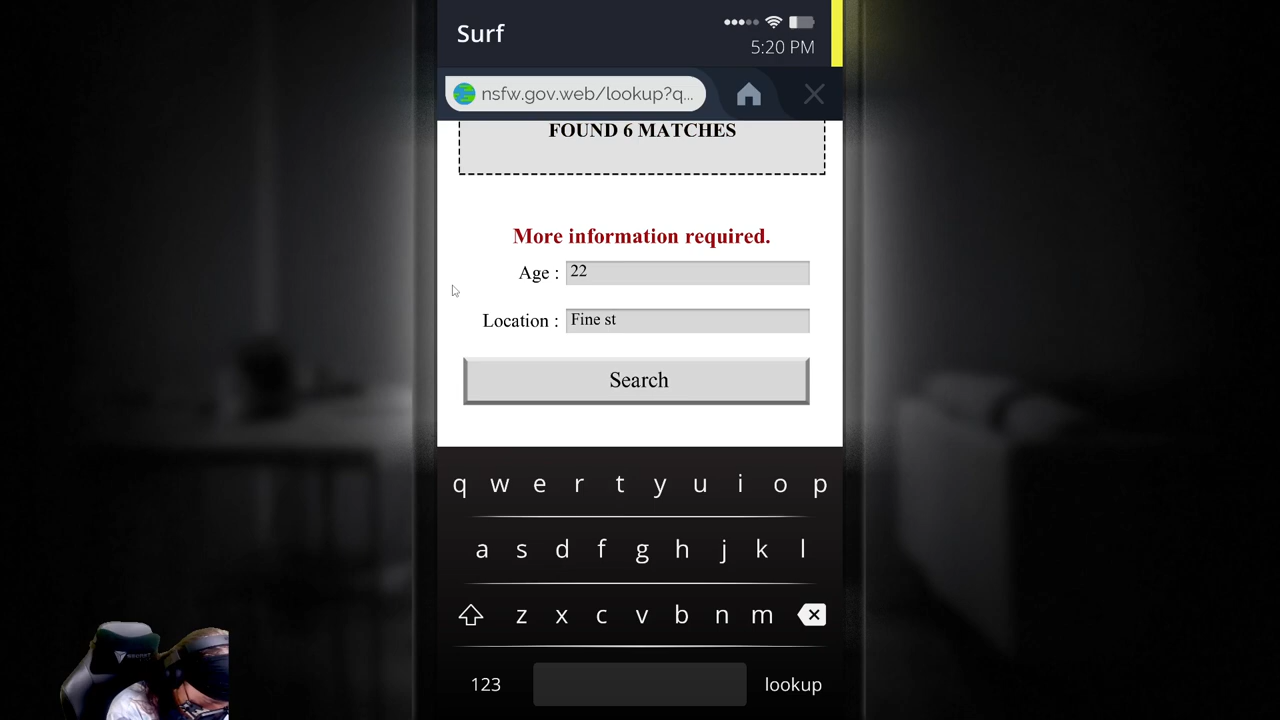 Surf
5:20 PM
nsfw.gov.web/lookup?q...
FOUND 6 MATCHES
More information required.
Age : 22
Location : Fine st
Search
q w e r t y u i o p
a s d f g h j k l
z x c v b n m
123 lookup